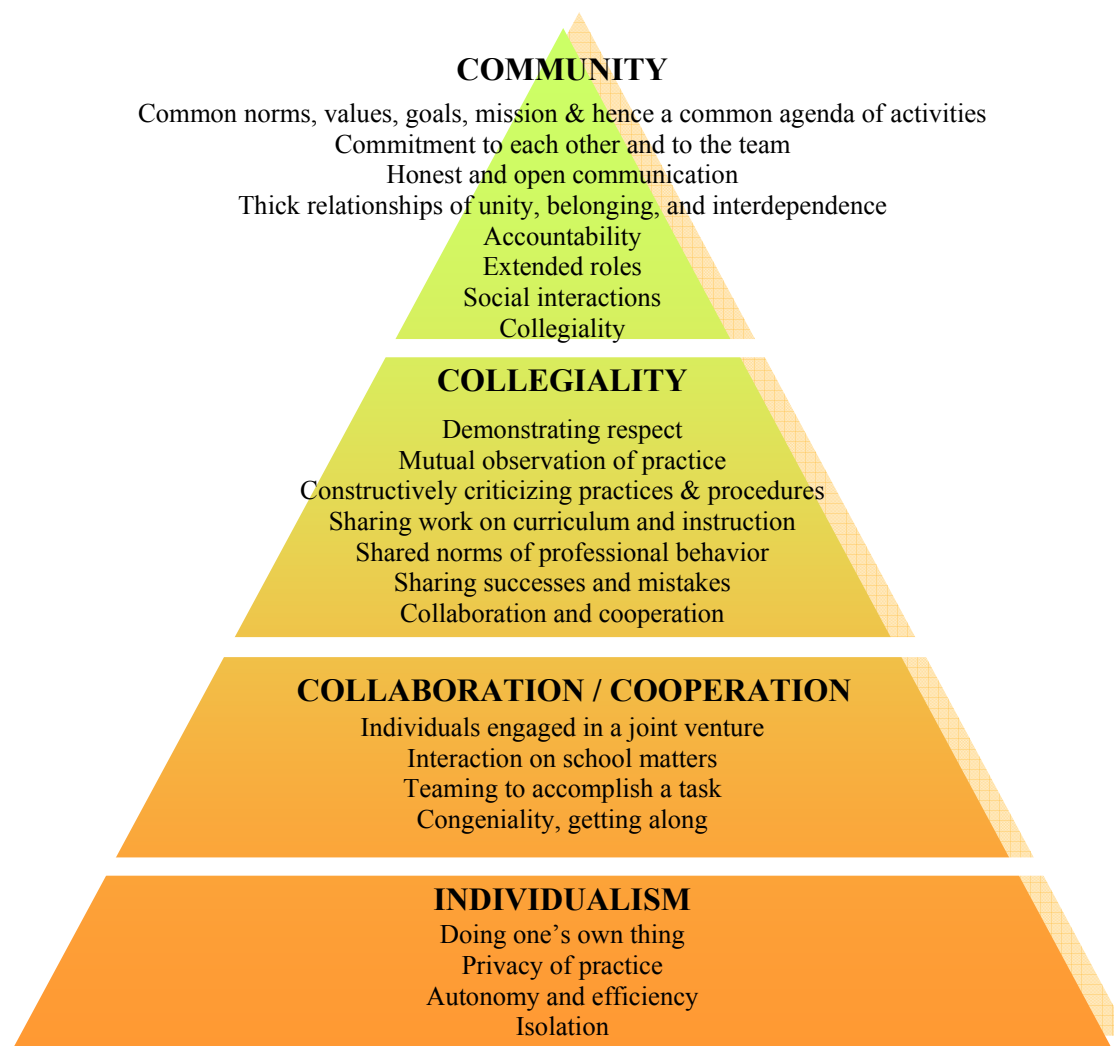 COMMUNITY
Common norms, values, goals, mission & hence a common agenda of activities
Commitment to each other and to the team
Honest and open communication
Thick relationships of unity, belonging, and interdependence
Accountability
Extended roles
Social interactions
Collegiality
COLLEGIALITY
Demonstrating respect
Mutual observation of practice
Constructively criticizing practices & procedures
Sharing work on curriculum and instruction
Shared norms of professional behavior
Sharing successes and mistakes
Collaboration and cooperation
COLLABORATION / COOPERATION
Individuals engaged in a joint venture
Interaction on school matters
Teaming to accomplish a task
Congeniality, getting along
INDIVIDUALISM
Doing one’s own thing
Privacy of practice
Autonomy and efficiency
Isolation